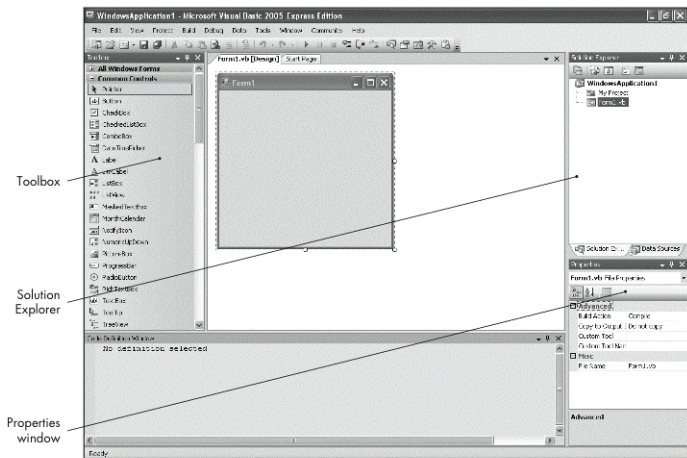 WindowsApplication1 - Microsoft Visual Basic 2005 Express Edition
File Edit View Project Build Debug Data Tools Window Community Help
Toolbox
All Windows Forms
Common Controls
Pointer
Button
CheckBox
CheckedListBox
ComboBox
DateTimePicker
Label
LinkLabel
ListBox
ListView
MaskedTextBox
MonthCalendar
NotifyIcon
NumericUpDown
PictureBox
ProgressBar
RadioButton
RichTextBox
TextBox
ToolTip
TreeView
Form1.vb [Design] Start Page
Form1
Solution Explorer
WindowsApplication1
My Project
Form1.vb
Solution Ex... Data Sources
Properties
Form1.vb File Properties
Advanced
Build Action Compile
Copy to Output Do not copy
Custom Tool
Custom Tool Nam
Misc
File Name Form1.vb
Advanced
Code Definition Window
No definition selected
Ready
Toolbox
Solution
Explorer
Properties
window